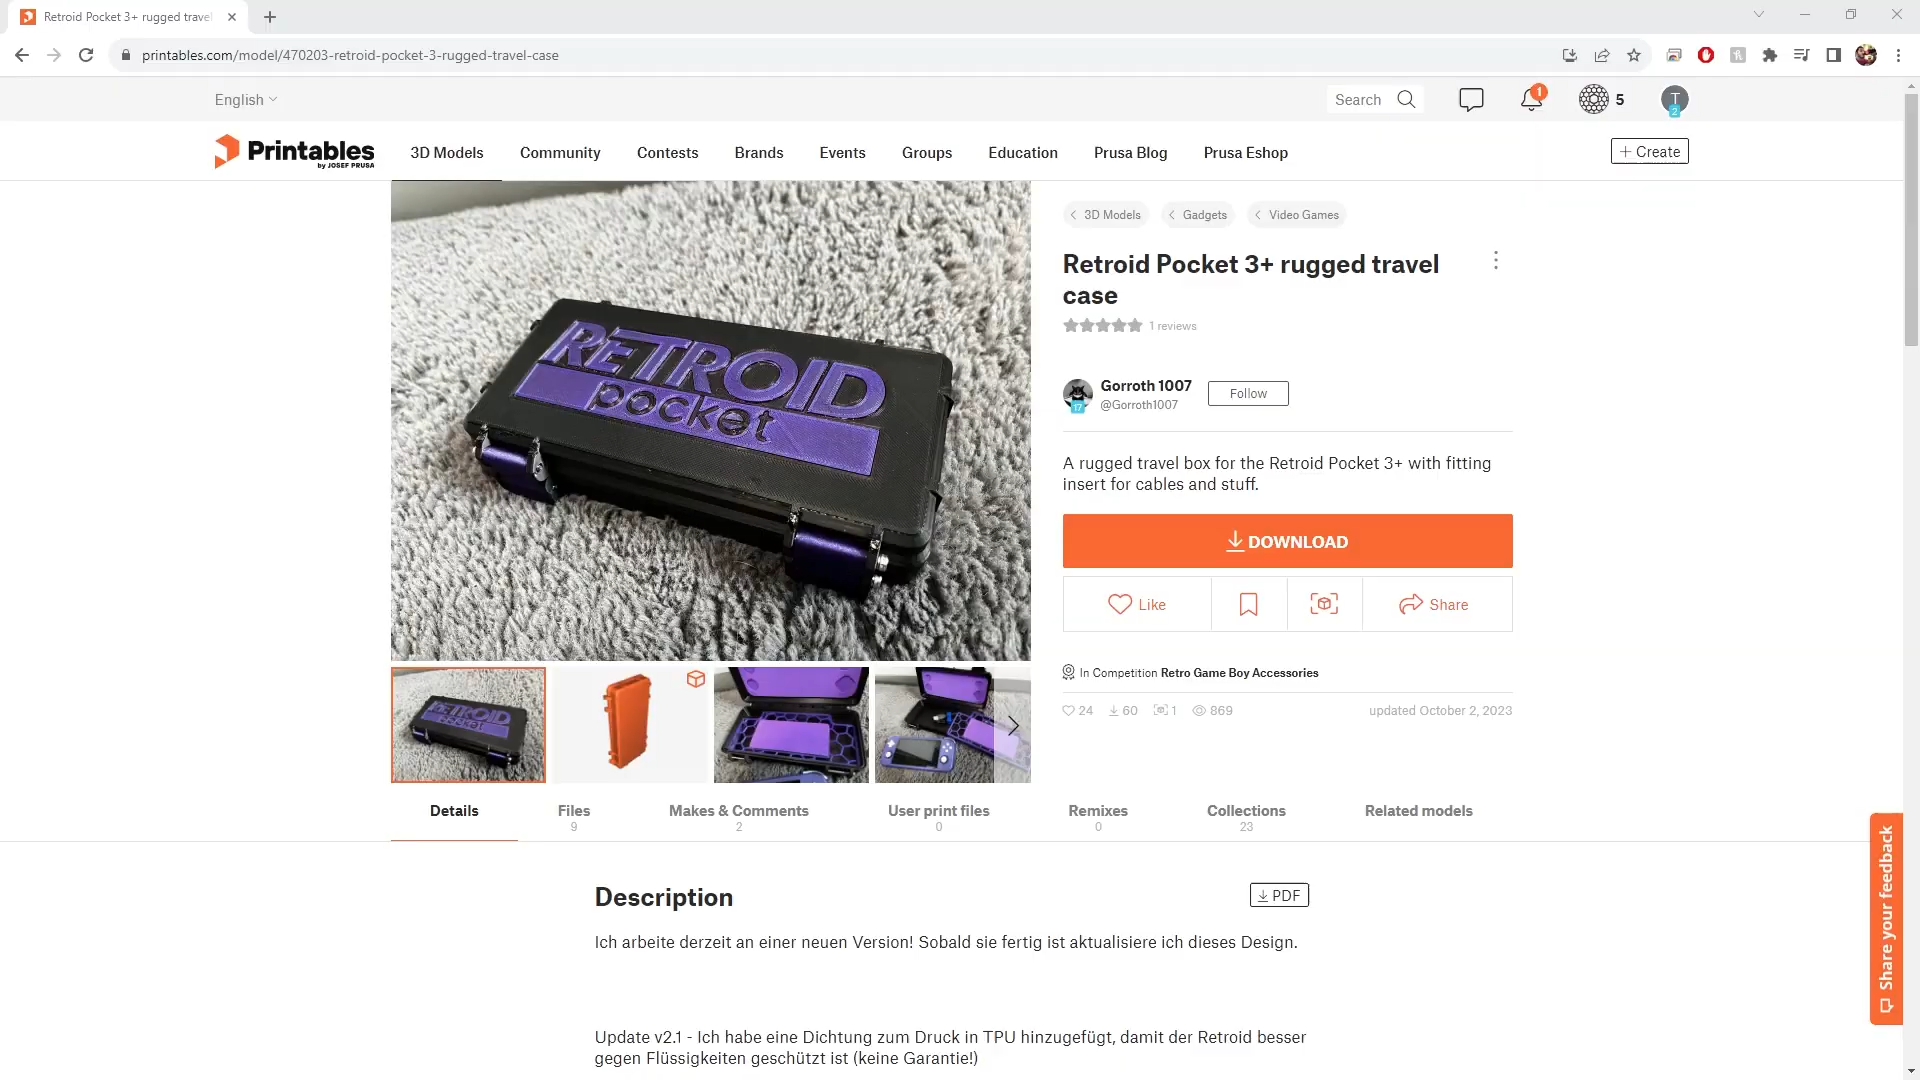 Retroid Pocket 3+ rugged travel
printables.com/model/470203-retroid-pocket-3-rugged-travel-case
English
Search
1
5
T
2
Printables
by JOSEF PRUSA
3D Models
Community
Contests
Brands
Events
Groups
Education
Prusa Blog
Prusa Eshop
+ Create
RETROID
pocket
3D Models
Gadgets
Video Games
Retroid Pocket 3+ rugged travel
case
1 reviews
Gorroth 1007
@Gorroth1007
17
Follow
A rugged travel box for the Retroid Pocket 3+ with fitting
insert for cables and stuff.
DOWNLOAD
Like
Share
In Competition Retro Game Boy Accessories
24
60
1
869
updated October 2, 2023
RETROID
pocket
Details
Files
9
Makes & Comments
2
User print files
0
Remixes
0
Collections
23
Related models
Share your feedback
Description
PDF
Ich arbeite derzeit an einer neuen Version! Sobald sie fertig ist aktualisiere ich dieses Design.
Update v2.1 - Ich habe eine Dichtung zum Druck in TPU hinzugefügt, damit der Retroid besser
gegen Flüssigkeiten geschützt ist (keine Garantie!)